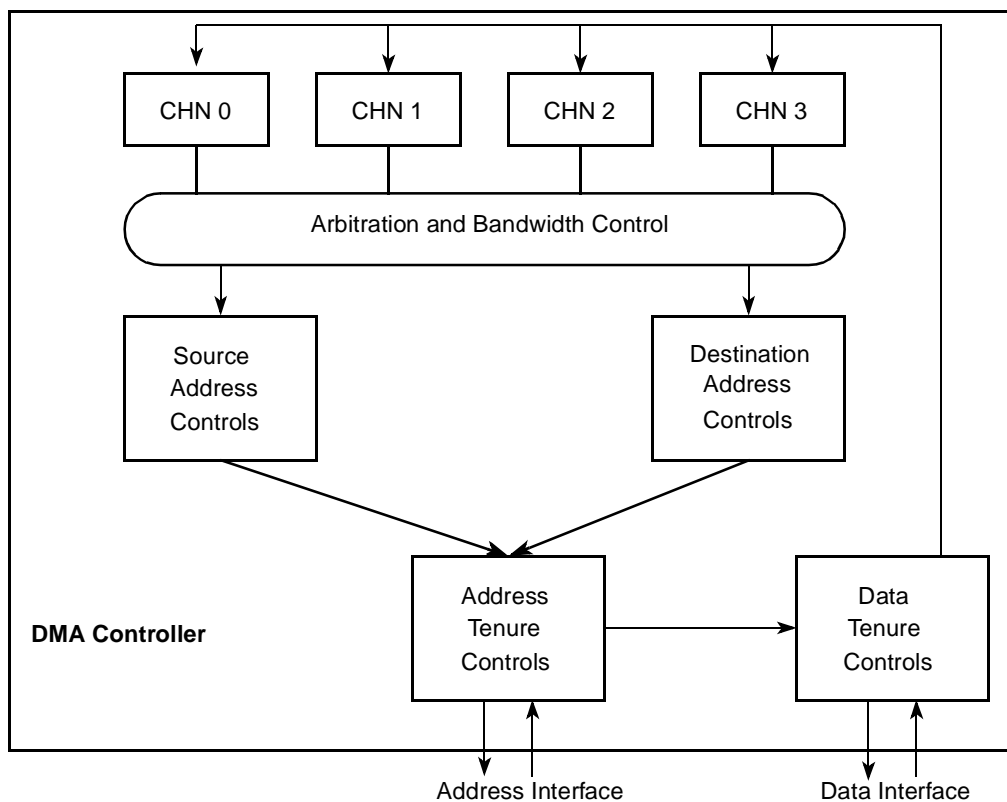 CHN 0
CHN 1
CHN 2
CHN 3
Arbitration and Bandwidth Control
Source
Address
Controls
Destination
Address
Controls
Address
Tenure
Controls
Data
Tenure
Controls
DMA Controller
Address Interface
Data Interface